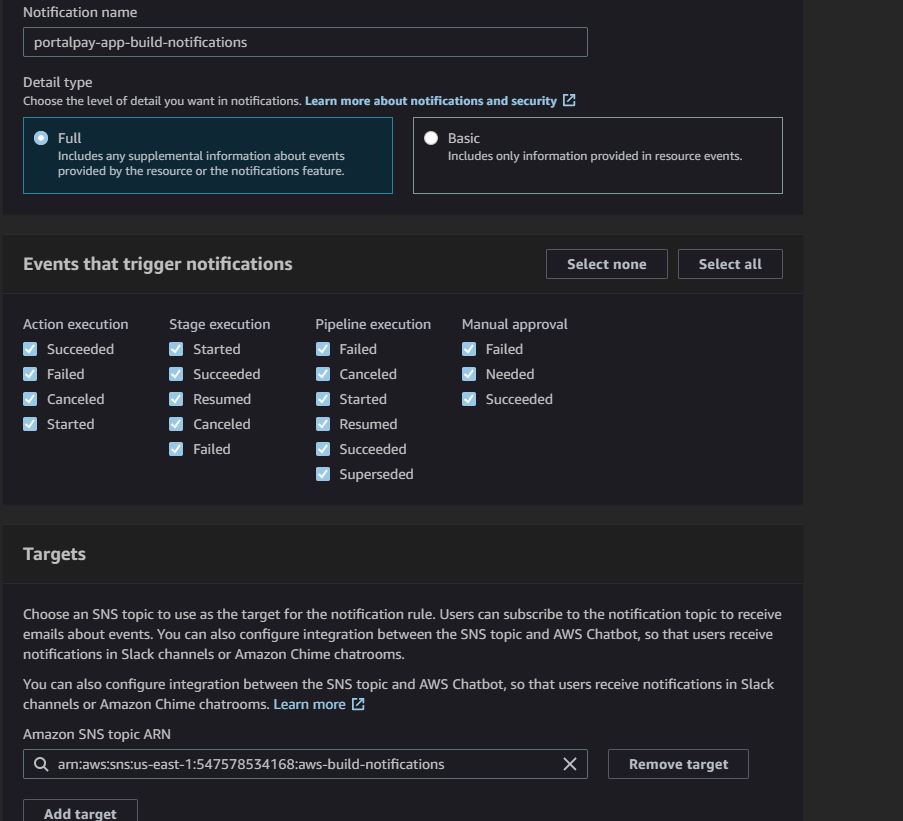 Notification name
portalpay-app-build-notifications
Detail type
Choose the level of detail you want in notifications. Learn more about notifications and security
Full
Includes any supplemental information about events
provided by the resource or the notifications feature.
Basic
Includes only information provided in resource events.
Events that trigger notifications
Select none
Select all
Action execution
Succeeded
Failed
Canceled
Started
Stage execution
Started
Succeeded
Resumed
Canceled
Failed
Pipeline execution
Failed
Canceled
Started
Resumed
Succeeded
Superseded
Manual approval
Failed
Needed
Succeeded
Targets
Choose an SNS topic to use as the target for the notification rule. Users can subscribe to the notification topic to receive
emails about events. You can also configure integration between the SNS topic and AWS Chatbot, so that users receive
notifications in Slack channels or Amazon Chime chatrooms.
You can also configure integration between the SNS topic and AWS Chatbot, so that users receive notifications in Slack
channels or Amazon Chime chatrooms. Learn more
Amazon SNS topic ARN
arn:aws:sns:us-east-1:547578534168:aws-build-notifications
Remove target
Add target